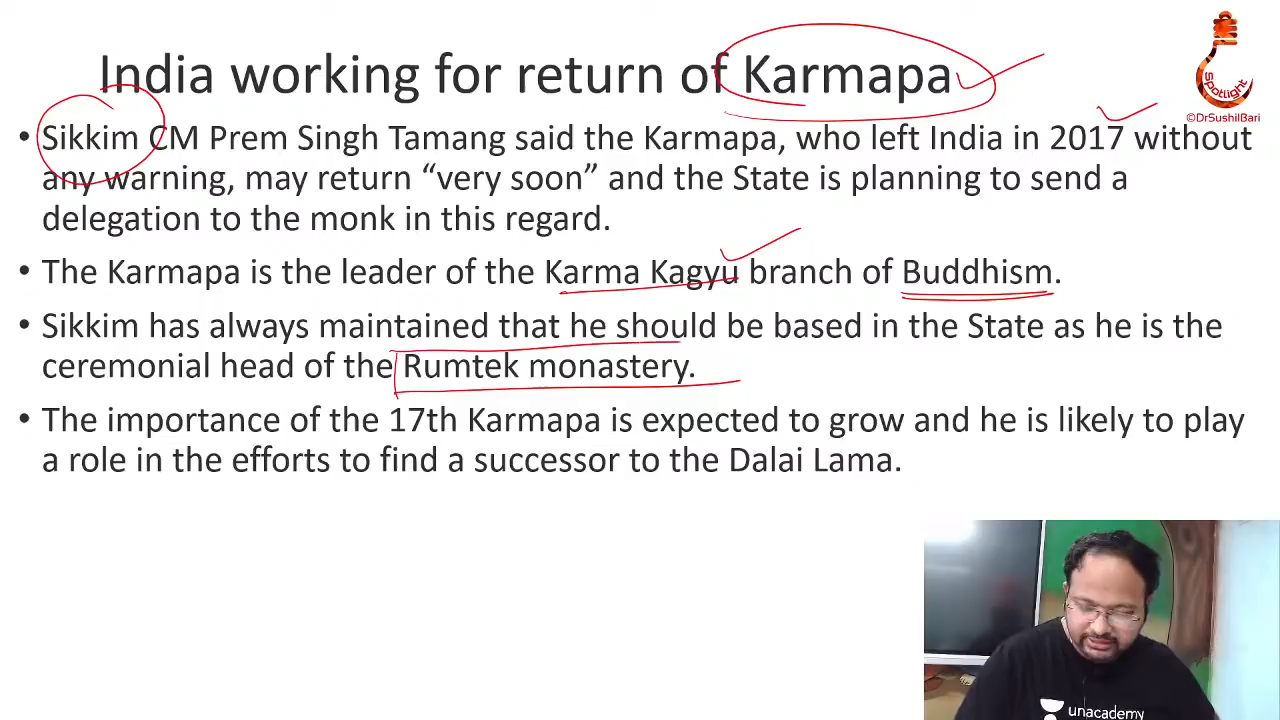 India working for return of Karmapa
Spotlight
©DrSushilBari
• Sikkim CM Prem Singh Tamang said the Karmapa, who left India in 2017 without
any warning, may return “very soon” and the State is planning to send a
delegation to the monk in this regard.
• The Karmapa is the leader of the Karma Kagyu branch of Buddhism.
• Sikkim has always maintained that he should be based in the State as he is the
ceremonial head of the Rumtek monastery.
• The importance of the 17th Karmapa is expected to grow and he is likely to play
a role in the efforts to find a successor to the Dalai Lama.
unacademy